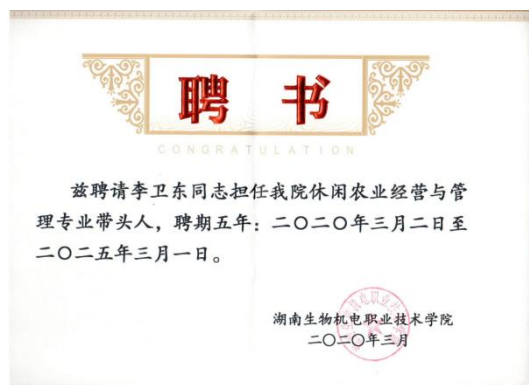 聘书
CONGRATULATION
兹聘请李卫东同志担任我院休闲农业经营与管
理专业带头人，聘期五年：二〇二〇年三月二日至
二〇二五年三月一日。
湖南生物机电职业技术学院
二〇二〇年三月